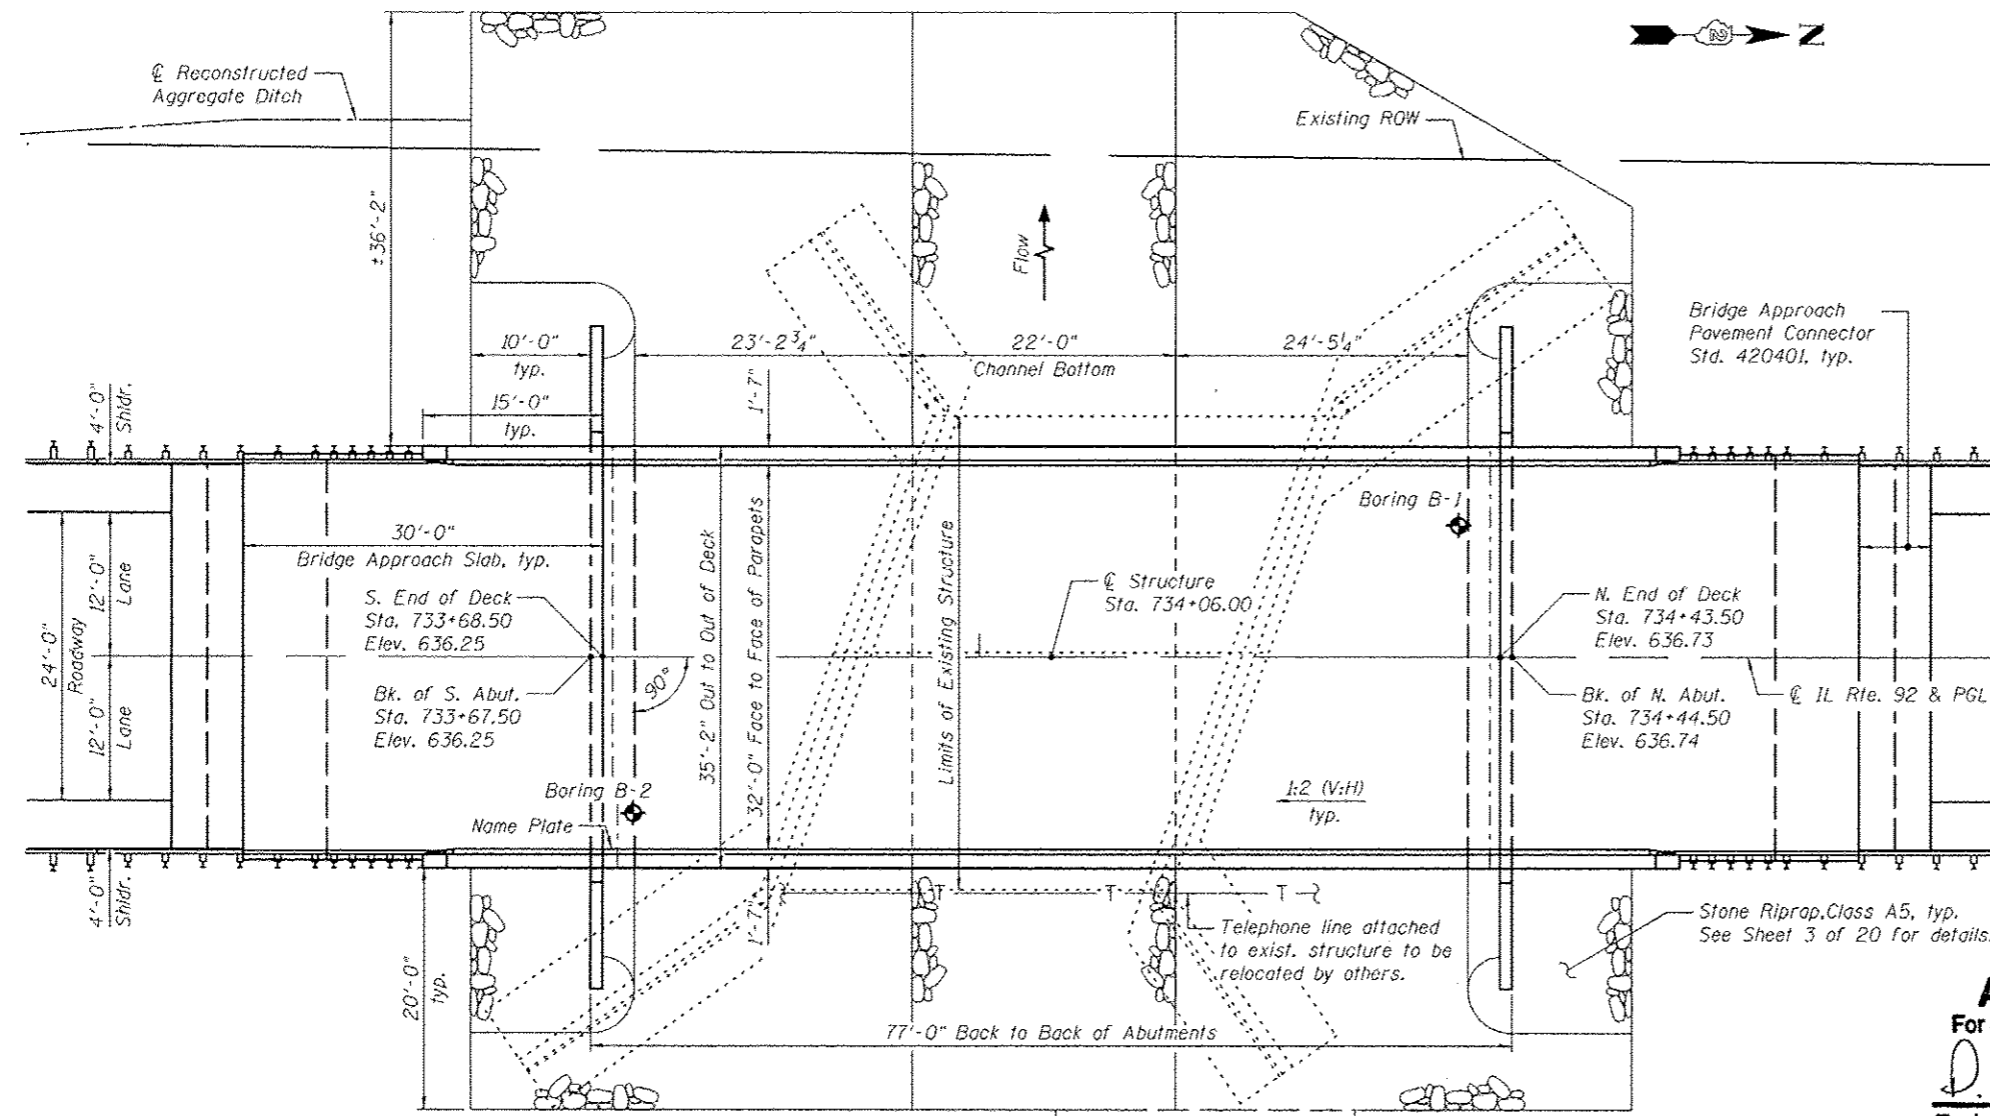 N
℄ Reconstructed
Aggregate Ditch
Existing ROW
±36'-2"
Flow
Bridge Approach
Pavement Connector
Std. 420401, typ.
10'-0"
typ.
23'-2¾"
22'-0"
Channel Bottom
24'-5¼"
1'-7"
15'-0"
typ.
4'-0"
Shldr.
Boring B-1
30'-0"
Bridge Approach Slab, typ.
12'-0"
Lane
24'-0"
Roadway
12'-0"
Lane
S. End of Deck
Sta. 733+68.50
Elev. 636.25
Bk. of S. Abut.
Sta. 733+67.50
Elev. 636.25
90°
35'-2" Out to Out of Deck
32'-0" Face to Face of Parapets
Limits of Existing Structure
℄ Structure
Sta. 734+06.00
N. End of Deck
Sta. 734+43.50
Elev. 636.73
Bk. of N. Abut.
Sta. 734+44.50
Elev. 636.74
℄ IL Rte. 92 & PGL
1:2 (V:H)
typ.
Boring B-2
Name Plate
4'-0"
Shldr.
1'-7"
T
T
T
Telephone line attached
to exist. structure to be
relocated by others.
Stone Riprap, Class A5, typ.
See Sheet 3 of 20 for details.
20'-0"
typ.
77'-0" Back to Back of Abutments
For
D.